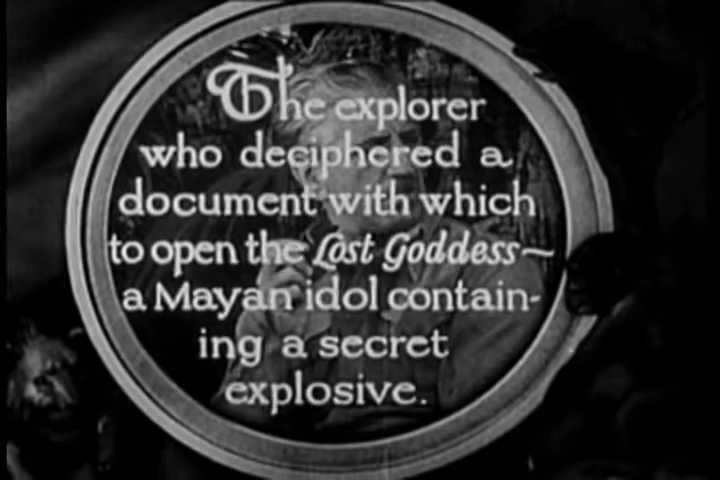 The explorer
who deciphered a
document with which
to open the Lost Goddess~
a Mayan idol contain-
ing a secret
explosive.